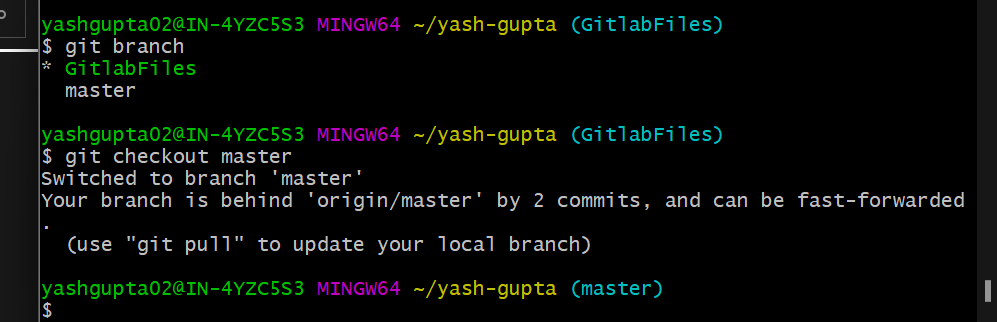 yashgupta02@IN-4YZC5S3 MINGW64 ~/yash-gupta (GitlabFiles)
$ git branch
* GitlabFiles
  master
yashgupta02@IN-4YZC5S3 MINGW64 ~/yash-gupta (GitlabFiles)
$ git checkout master
Switched to branch 'master'
Your branch is behind 'origin/master' by 2 commits, and can be fast-forwarded
.
  (use "git pull" to update your local branch)
yashgupta02@IN-4YZC5S3 MINGW64 ~/yash-gupta (master)
$